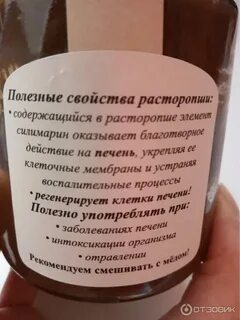 Полезные свойства расторопши:
• содержащийся в расторопше элемент
силимарин оказывает благотворное
действие на печень, укрепляя ее
клеточные мембраны и устраняя
воспалительные процессы
• регенерирует клетки печени!
Полезно употреблять при:
• заболеваниях печени
• интоксикации организма
• отравлении
Рекомендуем смешивать с мёдом!
ОТЗОВИК